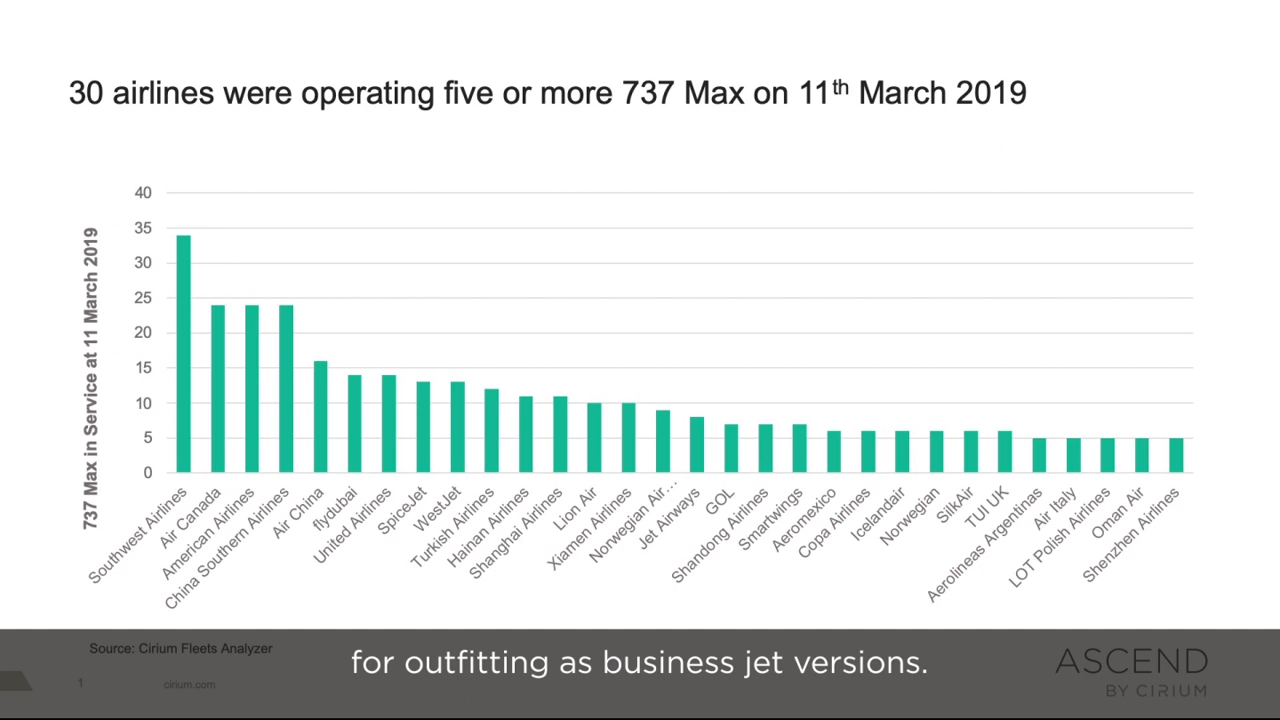 30 airlines were operating five or more 737 Max on 11th March 2019
737 Max in Service at 11 March 2019
40
35
30
25
20
15
10
5
0
Southwest Airlines
Air Canada
American Airlines
China Southern Airlines
Air China
flydubai
United Airlines
SpiceJet
WestJet
Turkish Airlines
Hainan Airlines
Shanghai Airlines
Lion Air
Xiamen Airlines
Norwegian Air…
Jet Airways
GOL
Shandong Airlines
Smartwings
Aeromexico
Copa Airlines
Icelandair
Norwegian
SilkAir
TUI UK
Aerolineas Argentinas
Air Italy
LOT Polish Airlines
Oman Air
Shenzhen Airlines
Source: Cirium Fleets Analyzer
for outfitting as business jet versions.
1
cirium.com
ASCEND
BY CIRIUM